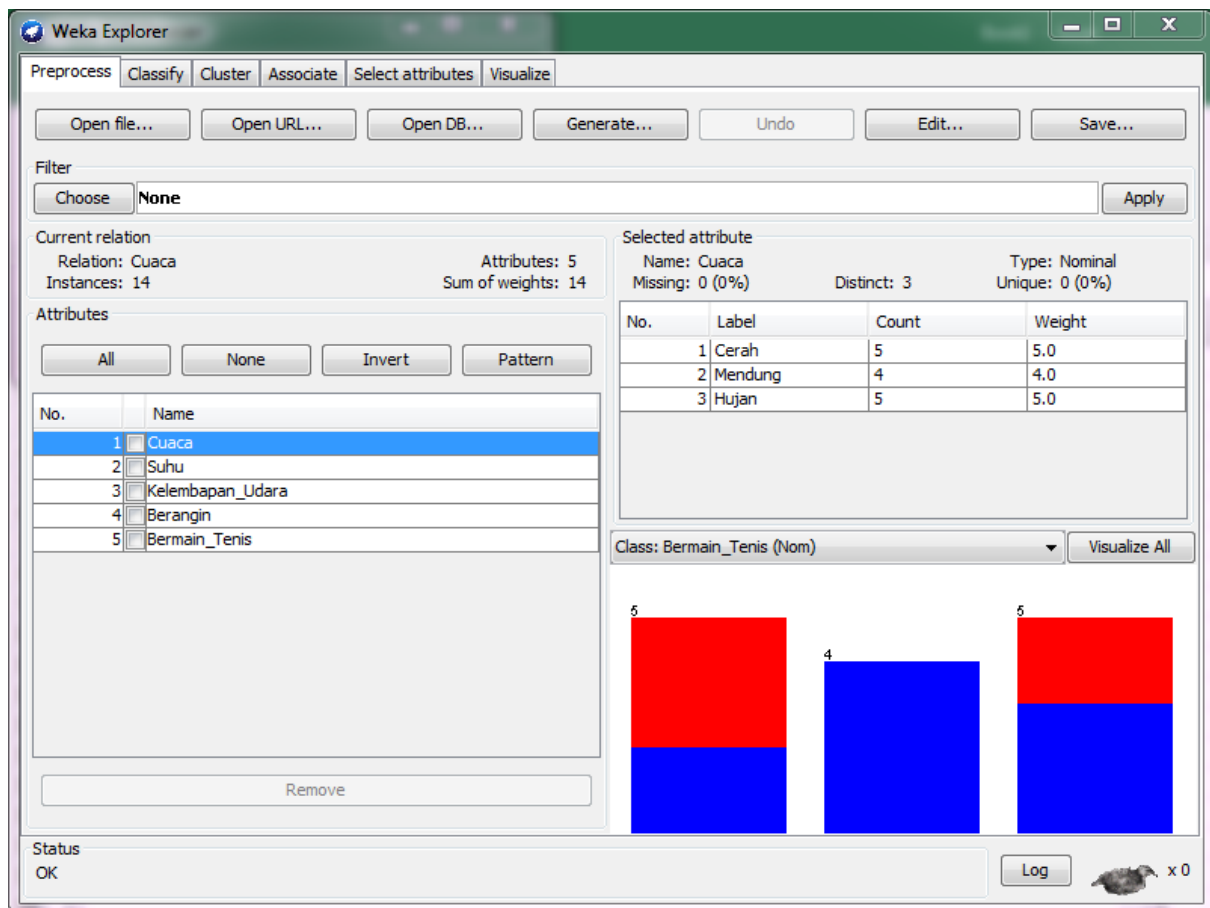 Weka Explorer
Preprocess Classify Cluster Associate Select attributes Visualize
Open file... Open URL... Open DB... Generate... Undo Edit... Save...
Filter
Choose None Apply
Current relation
Relation: Cuaca Attributes: 5
Instances: 14 Sum of weights: 14
Attributes
All None Invert Pattern
No. Name
1 Cuaca
2 Suhu
3 Kelembapan_Udara
4 Berangin
5 Bermain_Tenis
Remove
Selected attribute
Name: Cuaca Type: Nominal
Missing: 0 (0%) Distinct: 3 Unique: 0 (0%)
No. Label Count Weight
1 Cerah 5 5.0
2 Mendung 4 4.0
3 Hujan 5 5.0
Class: Bermain_Tenis (Nom) Visualize All
5 4 5
Status
OK
Log x 0